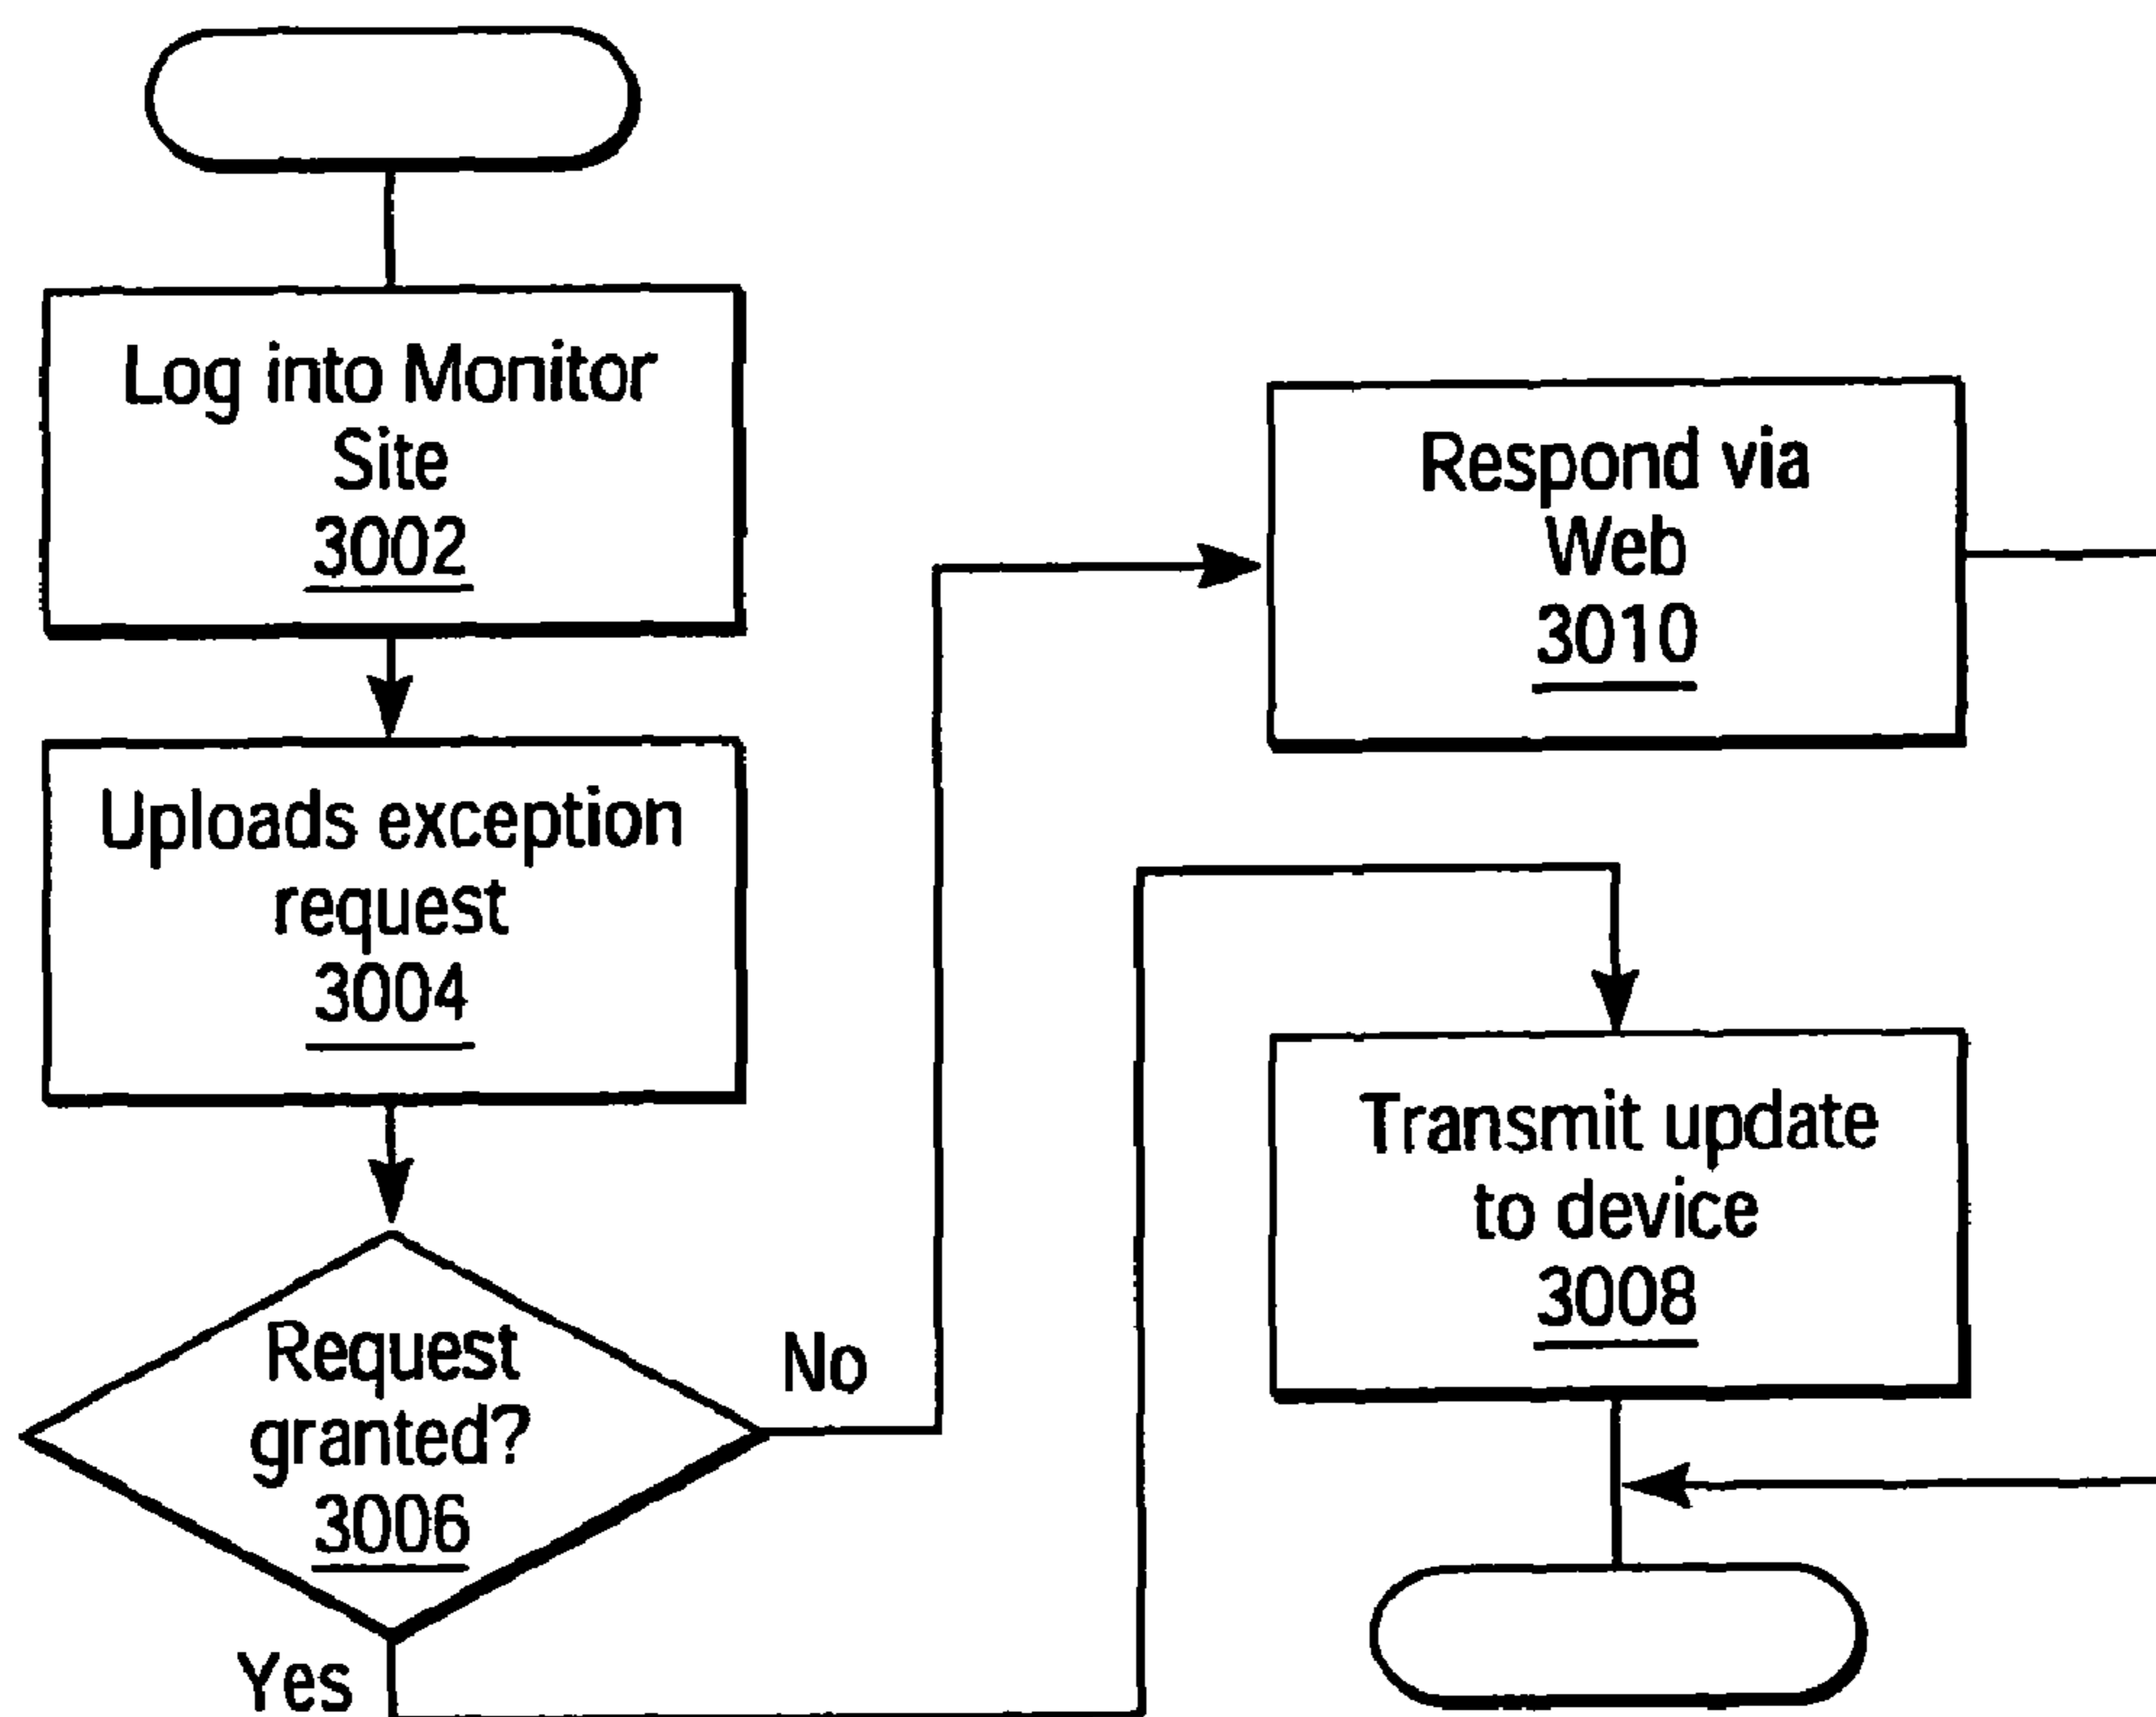 Log into Monitor
Site
3002
Uploads exception
request
3004
Request
granted?
3006
No
Yes
Respond via
Web
3010
Transmit update
to device
3008